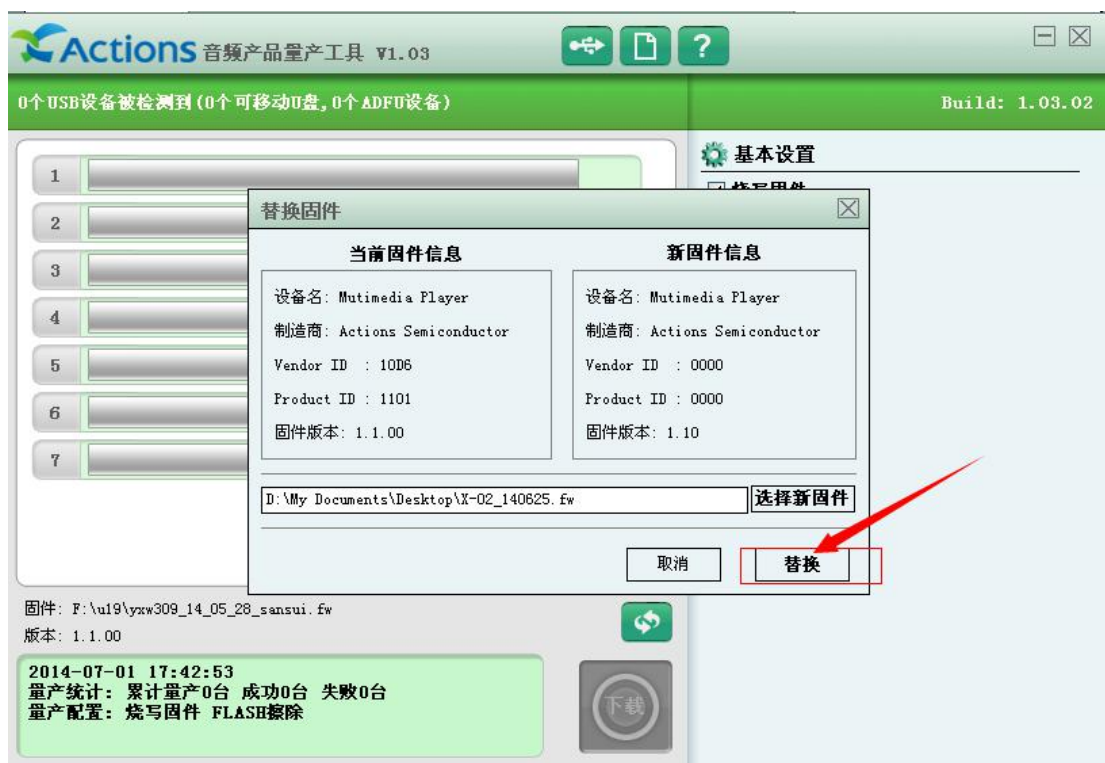 Actions 音频产品量产工具 V1.03
?
0个USB设备被检测到(0个可移动U盘,0个ADFU设备)
Build: 1.03.02
基本设置
1
2
3
4
5
6
7
替换固件
当前固件信息
设备名: Mutimedia Player
制造商: Actions Semiconductor
Vendor ID : 10D6
Product ID : 1101
固件版本: 1.1.00
新固件信息
设备名: Mutimedia Player
制造商: Actions Semiconductor
Vendor ID : 0000
Product ID : 0000
固件版本: 1.10
D:\My Documents\Desktop\X-02_140625.fw
选择新固件
取消
替换
固件: F:\u19\yxw309_14_05_28_sansui.fw
版本: 1.1.00
2014-07-01 17:42:53
量产统计: 累计量产0台 成功0台 失败0台
量产配置: 烧写固件 FLASH擦除
下载